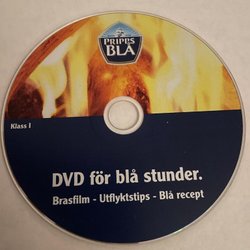 PRIPPS
BLÅ
Klass I
DVD för blå stunder.
Brasfilm - Utflyktstips - Blå recept